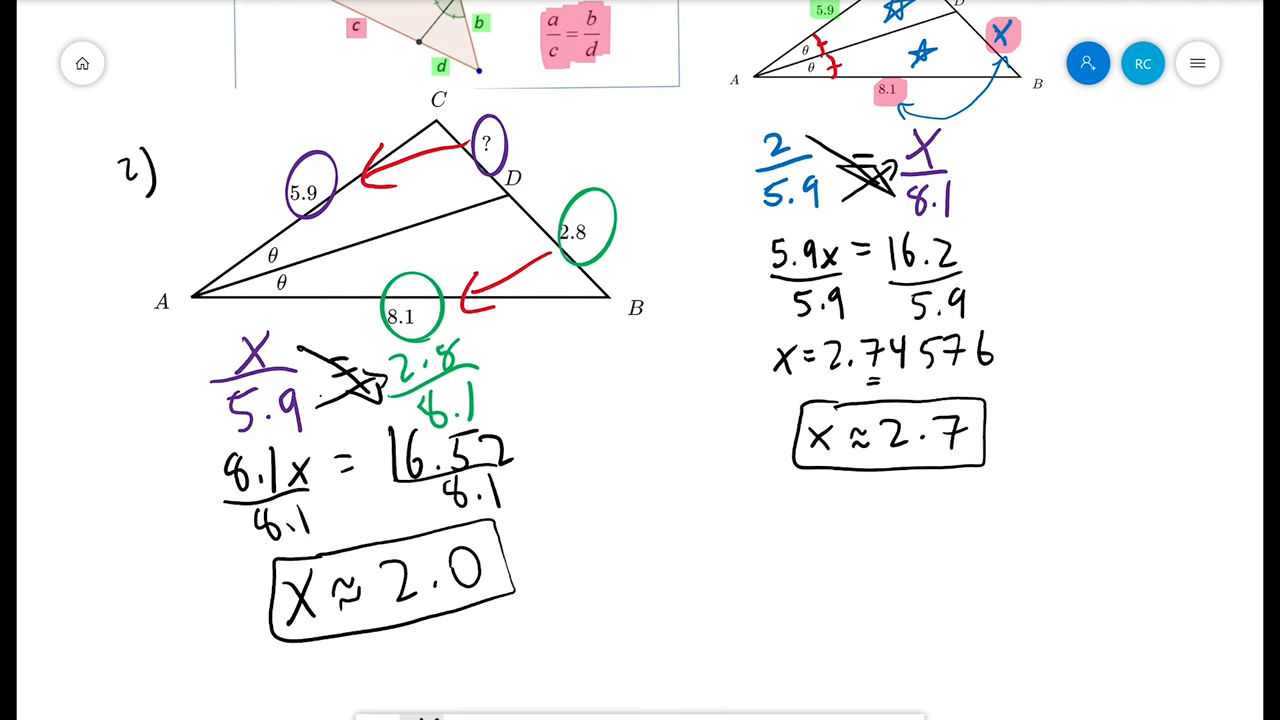 c b
a/c = b/d
d
5.9 D
θ X
θ
A B
8.1
RC
C
2)
?
5.9 D
θ 2.8
θ
A B
8.1
x/5.9 = 2.8/8.1
8.1x/8.1 = 16.52/8.1
x ≈ 2.0
2/5.9 = x/8.1
5.9x/5.9 = 16.2/5.9
x = 2.74576
x ≈ 2.7